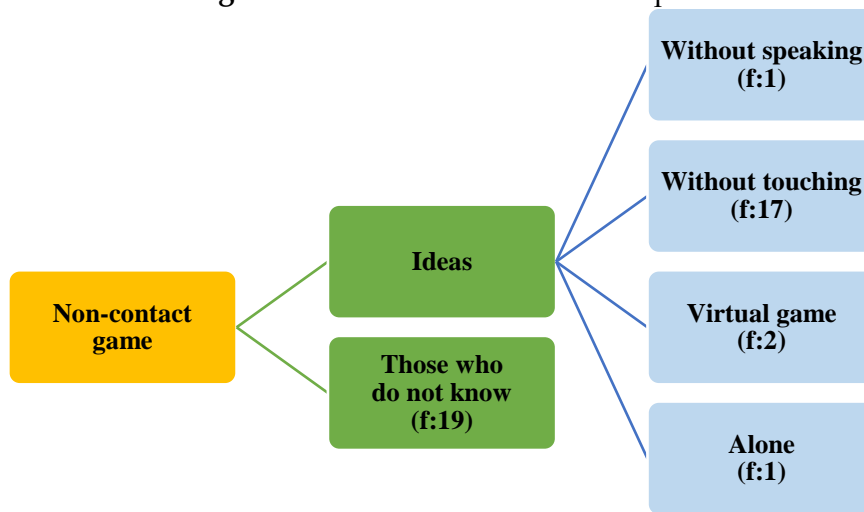 Without speaking
(f:1)
Without touching
(f:17)
Ideas
Non-contact
game
Virtual game
(f:2)
Those who
do not know
(f:19)
Alone
(f:1)